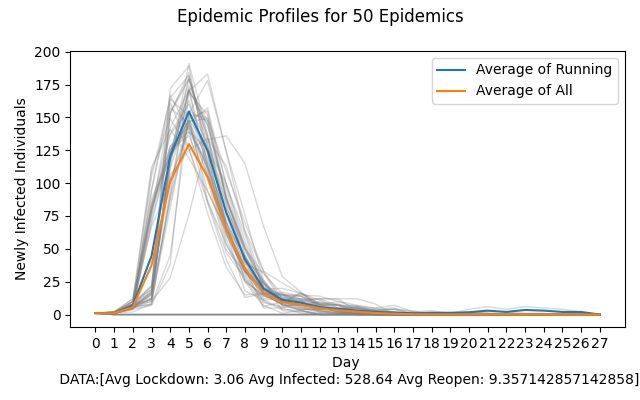 Epidemic Profiles for 50 Epidemics
200
175
150
125
100
75
50
25
0
Newly Infected Individuals
Average of Running
Average of All
0 1 2 3 4 5 6 7 8 9 10 11 12 13 14 15 16 17 18 19 20 21 22 23 24 25 26 27
Day
DATA:[Avg Lockdown: 3.06 Avg Infected: 528.64 Avg Reopen: 9.357142857142858]